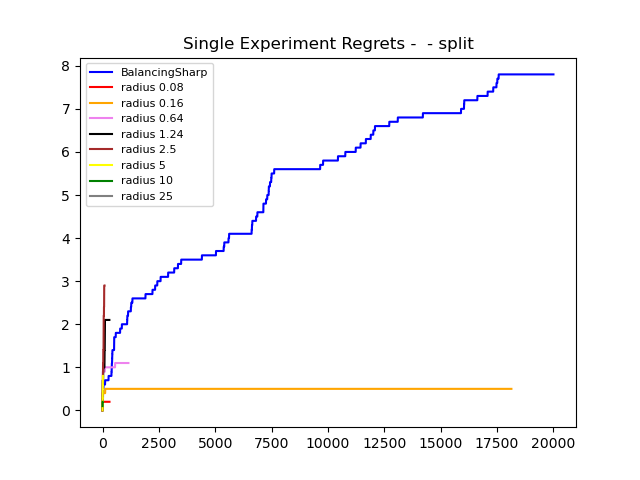 Single Experiment Regrets -  - split
BalancingSharp
radius 0.08
radius 0.16
radius 0.64
radius 1.24
radius 2.5
radius 5
radius 10
radius 25
8
7
6
5
4
3
2
1
0
0 2500 5000 7500 10000 12500 15000 17500 20000